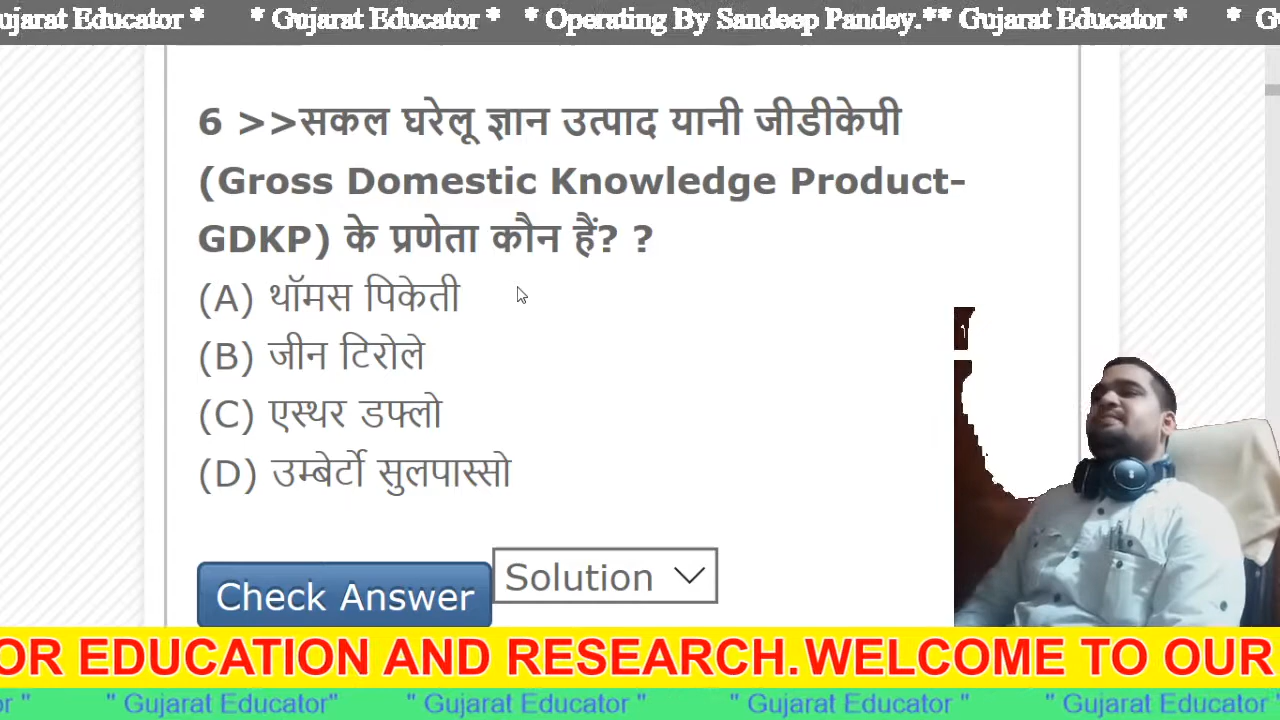 ujarat Educator *   * Gujarat Educator *   * Operating By Sandeep Pandey.** Gujarat Educator *   * G
6 >>सकल घरेलू ज्ञान उत्पाद यानी जीडीकेपी
(Gross Domestic Knowledge Product-
GDKP) के प्रणेता कौन हैं? ?
(A) थॉमस पिकेती
(B) जीन टिरोले
(C) एस्थर डफ्लो
(D) उम्बेर्टो सुलपास्सो
Check Answer Solution
OR EDUCATION AND RESEARCH.WELCOME TO OUR
or "   " Gujarat Educator"   " Gujarat Educator "   " Gujarat Educator "   " Gujarat Educator "